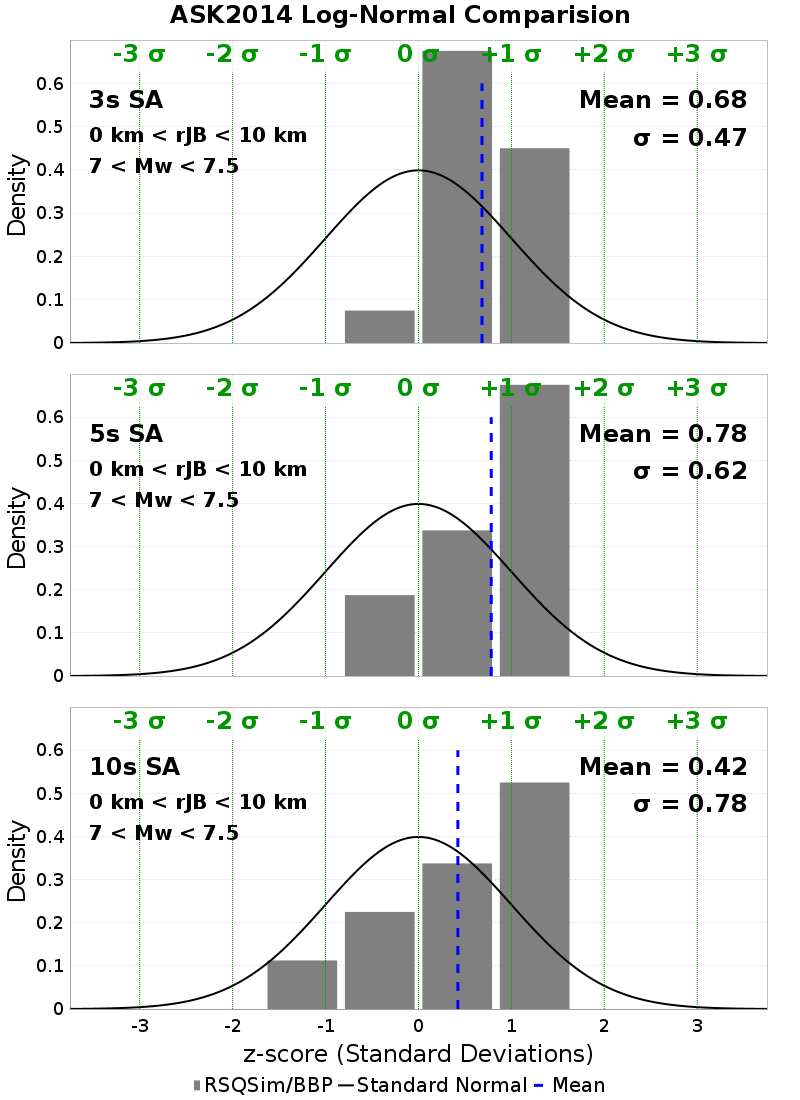 ASK2014 Log-Normal Comparision
-3 σ -2 σ -1 σ 0 σ +1 σ +2 σ +3 σ
3s SA
0 km < rJB < 10 km
7 < Mw < 7.5
Mean = 0.68
σ = 0.47
Density
0.6
0.5
0.4
0.3
0.2
0.1
0
-3 σ -2 σ -1 σ 0 σ +1 σ +2 σ +3 σ
5s SA
0 km < rJB < 10 km
7 < Mw < 7.5
Mean = 0.78
σ = 0.62
Density
0.6
0.5
0.4
0.3
0.2
0.1
0
-3 σ -2 σ -1 σ 0 σ +1 σ +2 σ +3 σ
10s SA
0 km < rJB < 10 km
7 < Mw < 7.5
Mean = 0.42
σ = 0.78
Density
0.6
0.5
0.4
0.3
0.2
0.1
0
-3 -2 -1 0 1 2 3
z-score (Standard Deviations)
RSQSim/BBP Standard Normal Mean